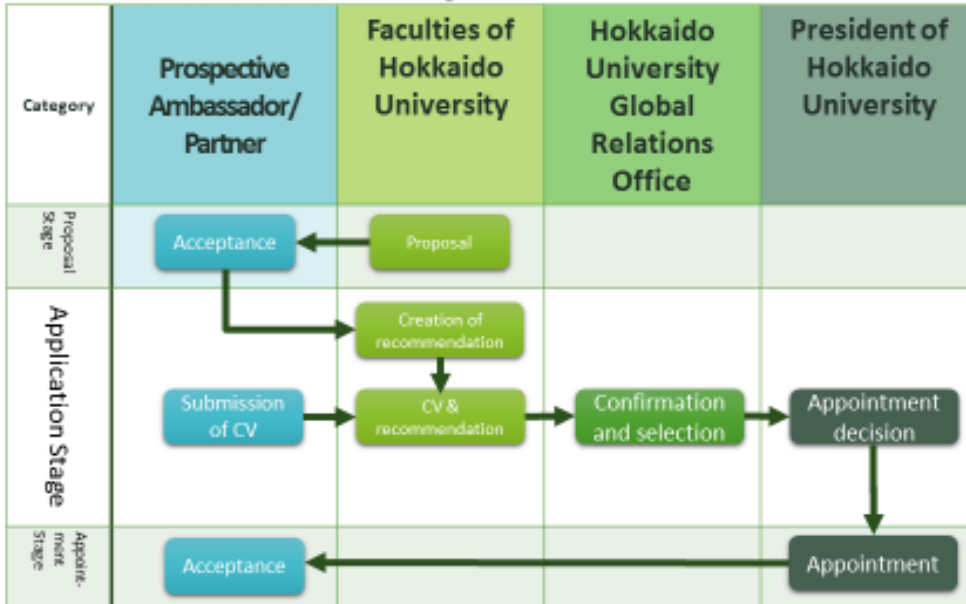 Category
Prospective
Ambassador/
Partner
Faculties of
Hokkaido
University
Hokkaido
University
Global
Relations
Office
President of
Hokkaido
University
Proposal
Stage
Acceptance
Proposal
Application Stage
Creation of
recommendation
Submission
of CV
CV &
recommendation
Confirmation
and selection
Appointment
decision
Appoint-
ment
Stage
Acceptance
Appointment